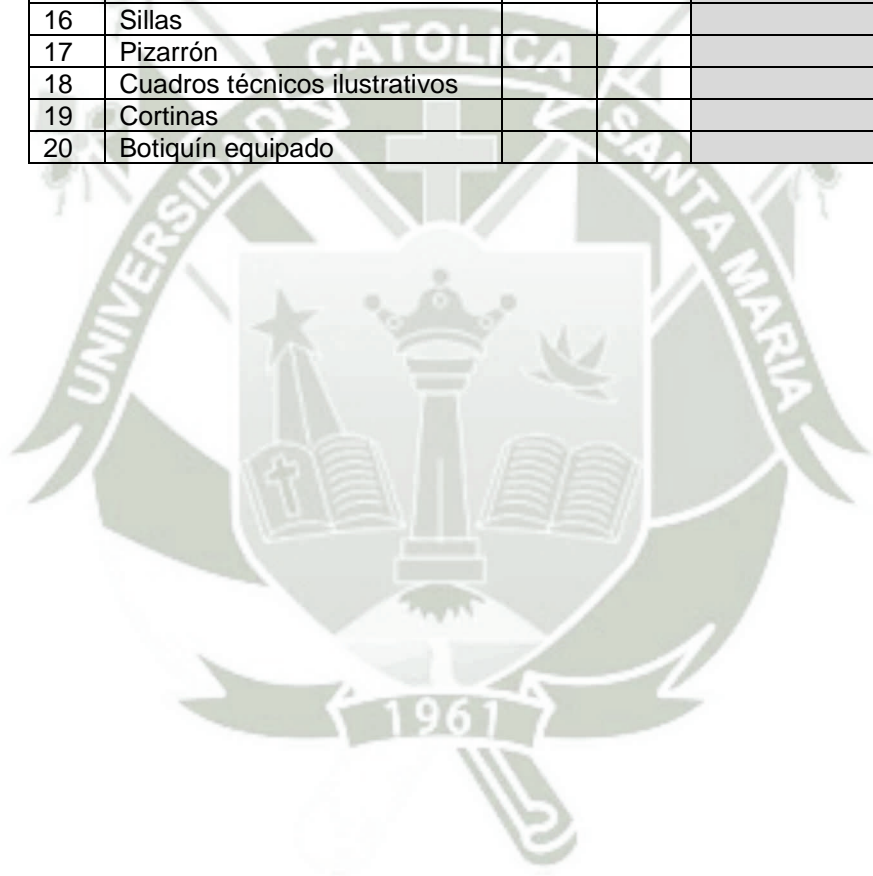 16 Sillas
17 Pizarrón
18 Cuadros técnicos ilustrativos
19 Cortinas
20 Botiquín equipado
UNIVERSIDAD CATOLICA SANTA MARIA
1961